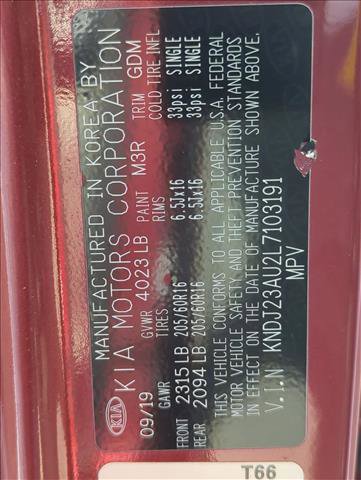 MANUFACTURED IN KOREA BY
KIA KIA MOTORS CORPORATION
09/19 GVWR 4023 LB PAINT M3R TRIM GDM
GAWR TIRES RIMS COLD TIRE INFL
FRONT 2315 LB 205/60R16 6.5Jx16 33psi SINGLE
REAR 2094 LB 205/60R16 6.5Jx16 33psi SINGLE
THIS VEHICLE CONFORMS TO ALL APPLICABLE U.S.A. FEDERAL
MOTOR VEHICLE SAFETY AND THEFT PREVENTION STANDARDS
IN EFFECT ON THE DATE OF MANUFACTURE SHOWN ABOVE.
V.I.N KNDJ23AU2L7103191
MPV
T66